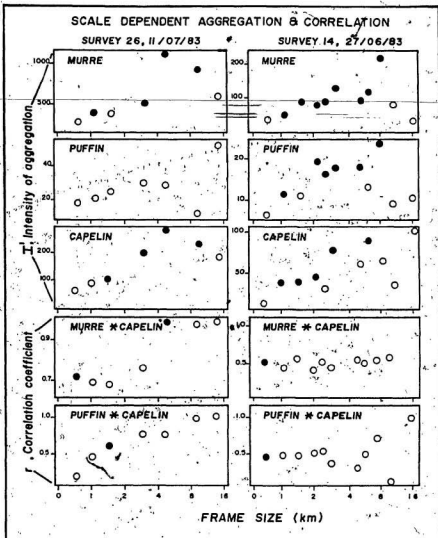 SCALE DEPENDENT AGGREGATION & CORRELATION
SURVEY 26, 11/07/83 SURVEY 14, 27/06/83
I', Intensity of aggregation
r, Correlation coefficient
MURRE
1000
500
MURRE
200
100
PUFFIN
40
20
PUFFIN
20
10
CAPELIN
200
100
CAPELIN
100
50
MURRE * CAPELIN
0.9
0.7
MURRE * CAPELIN
1.0
0.5
PUFFIN * CAPELIN
1.0
0.5
PUFFIN * CAPELIN
1.0
0.5
0 1 2 4 8 16 0 1 2 4 8 16
FRAME SIZE (km)